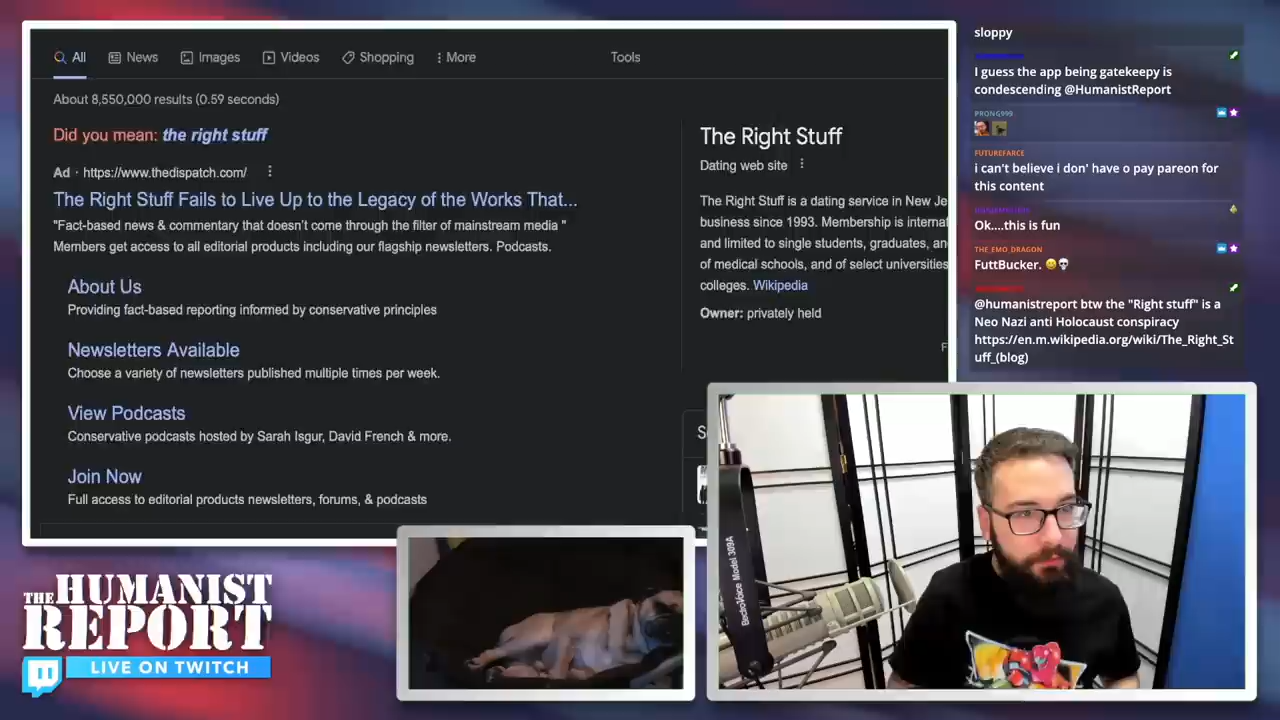 All
News
Images
Videos
Shopping
More
Tools
About 8,550,000 results (0.59 seconds)
Did you mean: the right stuff
Ad · https://www.thedispatch.com/
The Right Stuff Fails to Live Up to the Legacy of the Works That...
"Fact-based news & commentary that doesn't come through the filter of mainstream media "
Members get access to all editorial products including our flagship newsletters. Podcasts.
About Us
Providing fact-based reporting informed by conservative principles
Newsletters Available
Choose a variety of newsletters published multiple times per week.
View Podcasts
Conservative podcasts hosted by Sarah Isgur, David French & more.
Join Now
Full access to editorial products newsletters, forums, & podcasts
The Right Stuff
Dating web site
The Right Stuff is a dating service in New Je
business since 1993. Membership is internat
and limited to single students, graduates, an
of medical schools, and of select universities
colleges. Wikipedia
Owner: privately held
F
S
sloppy
I guess the app being gatekeepy is
condescending @HumanistReport
PRONG999
FUTUREFARCE
i can't believe i don' have o pay pareon for
this content
Ok....this is fun
THE_EMO_DRAGON
FuttBucker.
@humanistreport btw the "Right stuff" is a
Neo Nazi anti Holocaust conspiracy
https://en.m.wikipedia.org/wiki/The_Right_St
uff_(blog)
BroadVoice Model 309A
THE HUMANIST
REPORT
LIVE ON TWITCH